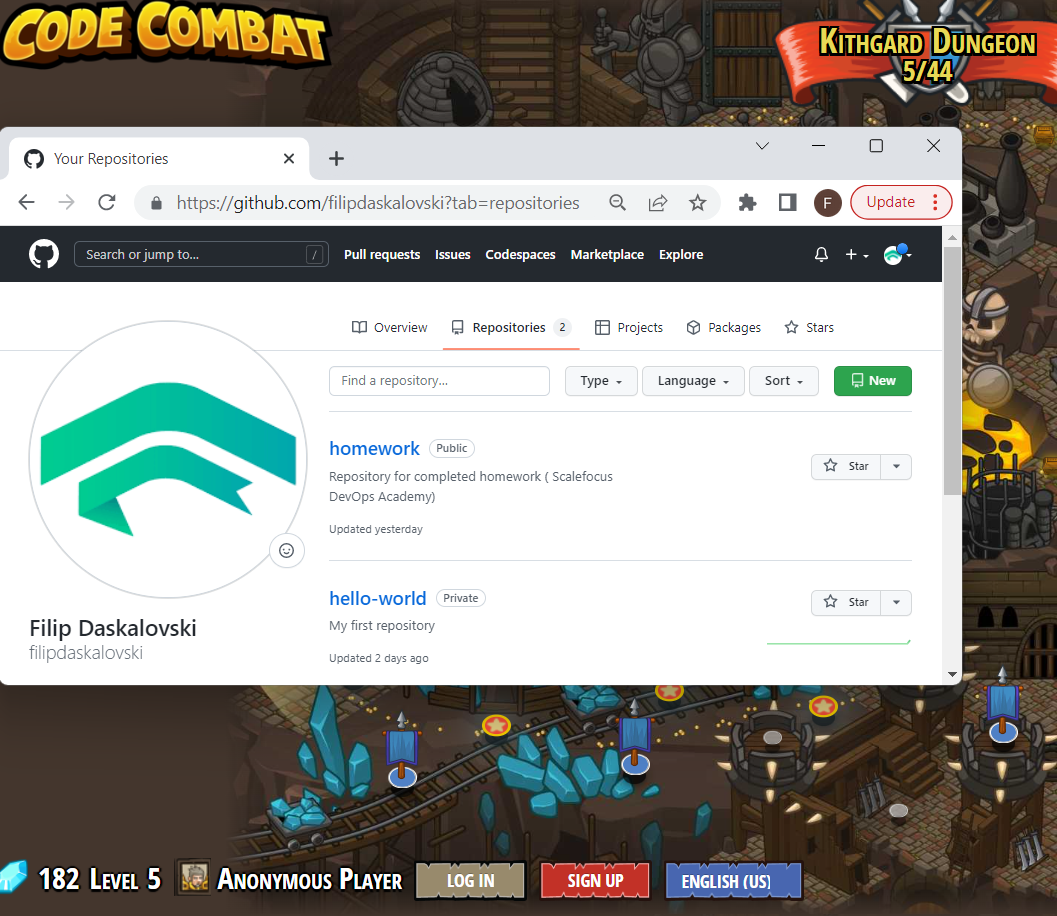 CODE COMBAT
KITHGARD DUNGEON
5/44
Your Repositories
https://github.com/filipdaskalovski?tab=repositories
F
Update
Search or jump to...
/
Pull requests Issues Codespaces Marketplace Explore
Overview Repositories 2 Projects Packages Stars
Find a repository...
Type
Language
Sort
New
homework Public
Star
Repository for completed homework ( Scalefocus
DevOps Academy)
Updated yesterday
hello-world Private
Star
My first repository
Updated 2 days ago
Filip Daskalovski
filipdaskalovski
182 LEVEL 5 ANONYMOUS PLAYER LOG IN SIGN UP ENGLISH (US)